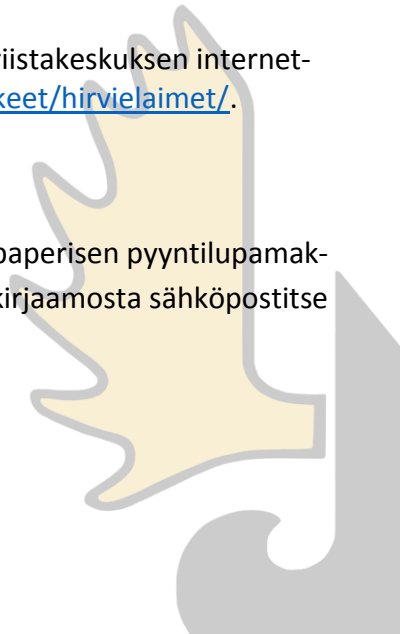 riistakeskuksen internet-
keet/hirvielaimet/.
paperisen pyyntilupamak-
kirjaamosta sähköpostitse